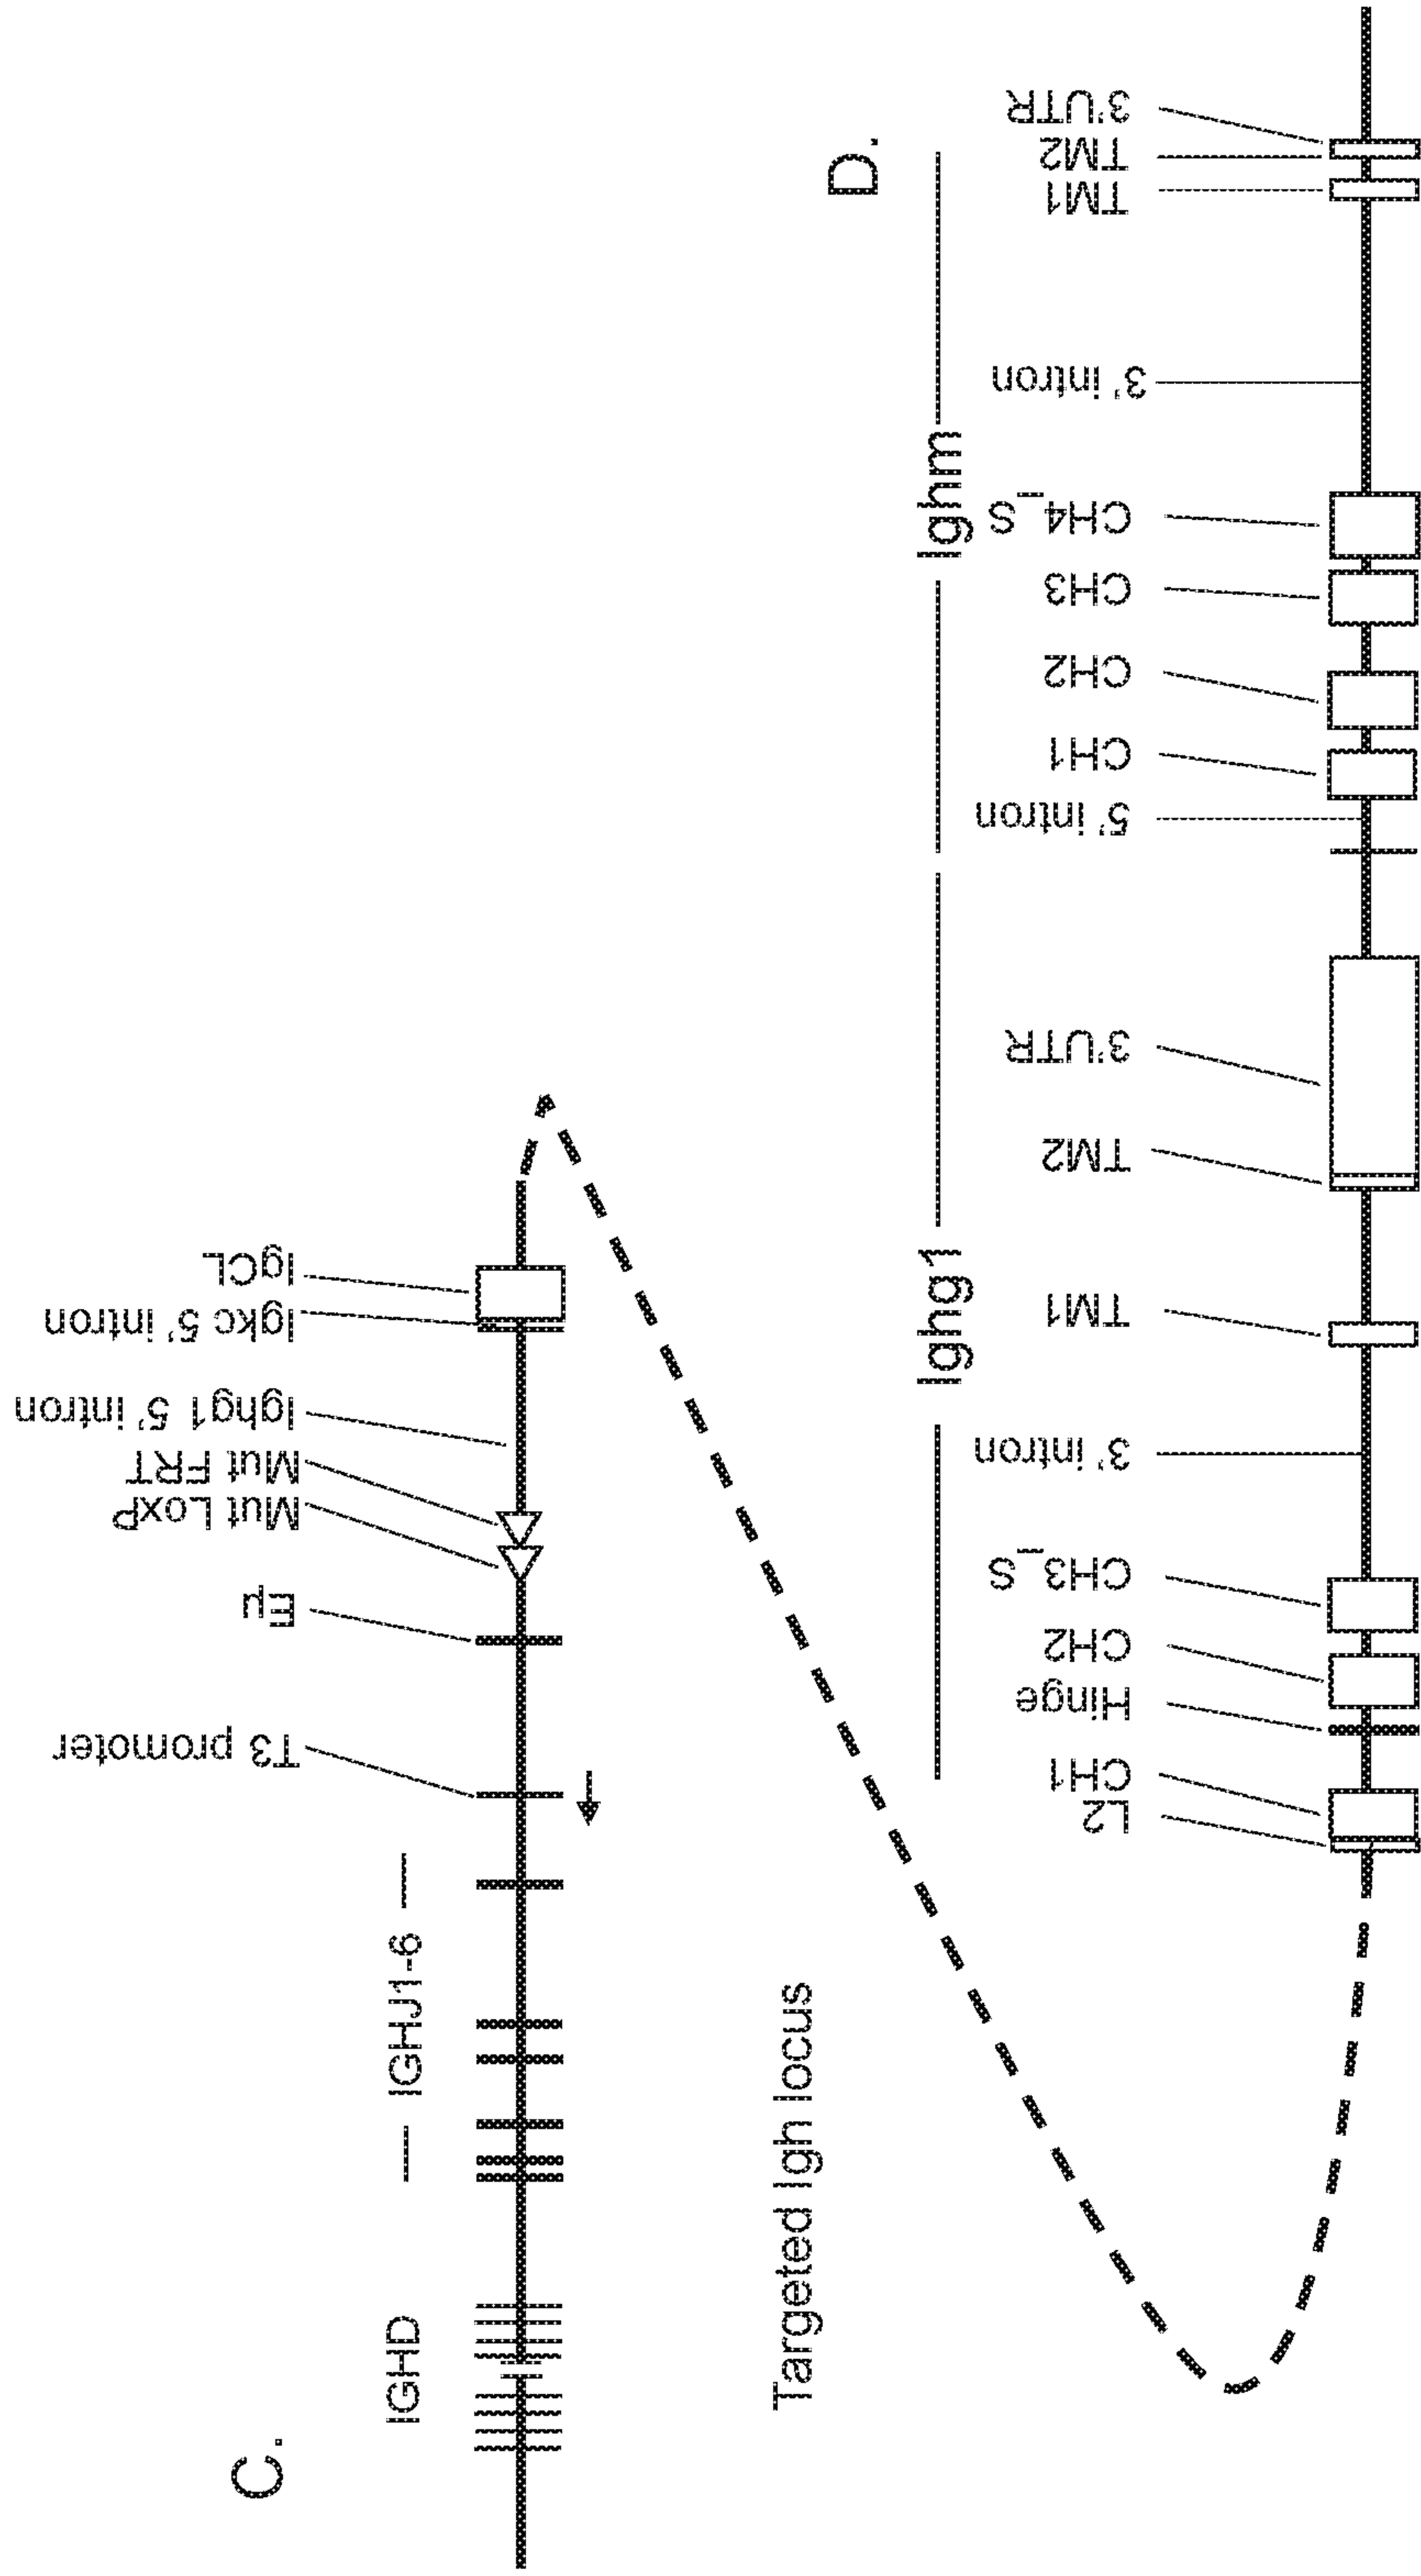 C.
IGHD
IGHJ1-6
T3 promoter
Eμ
Mut LoxP
Mut FRT
Ighg1 5' intron
Igkc 5' intron
IgCL
Targeted Igh locus
D.
Ighg1
Ighm
L2
CH1
Hinge
CH2
CH3_S
3' intron
TM1
TM2
3'UTR
5' intron
CH1
CH2
CH3
CH4_S
3' intron
TM1
TM2
3'UTR